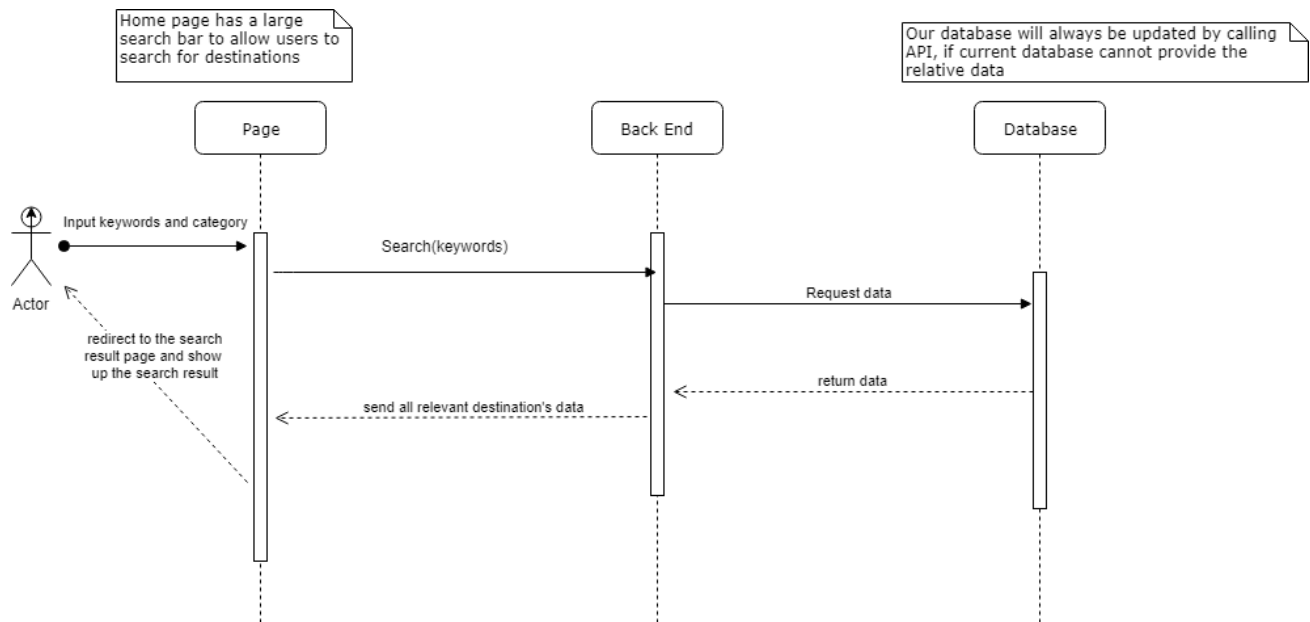 Home page has a large
search bar to allow users to
search for destinations
Our database will always be updated by calling
API, if current database cannot provide the
relative data
Page
Back End
Database
Input keywords and category
Search(keywords)
Actor
Request data
redirect to the search
result page and show
up the search result
return data
send all relevant destination's data